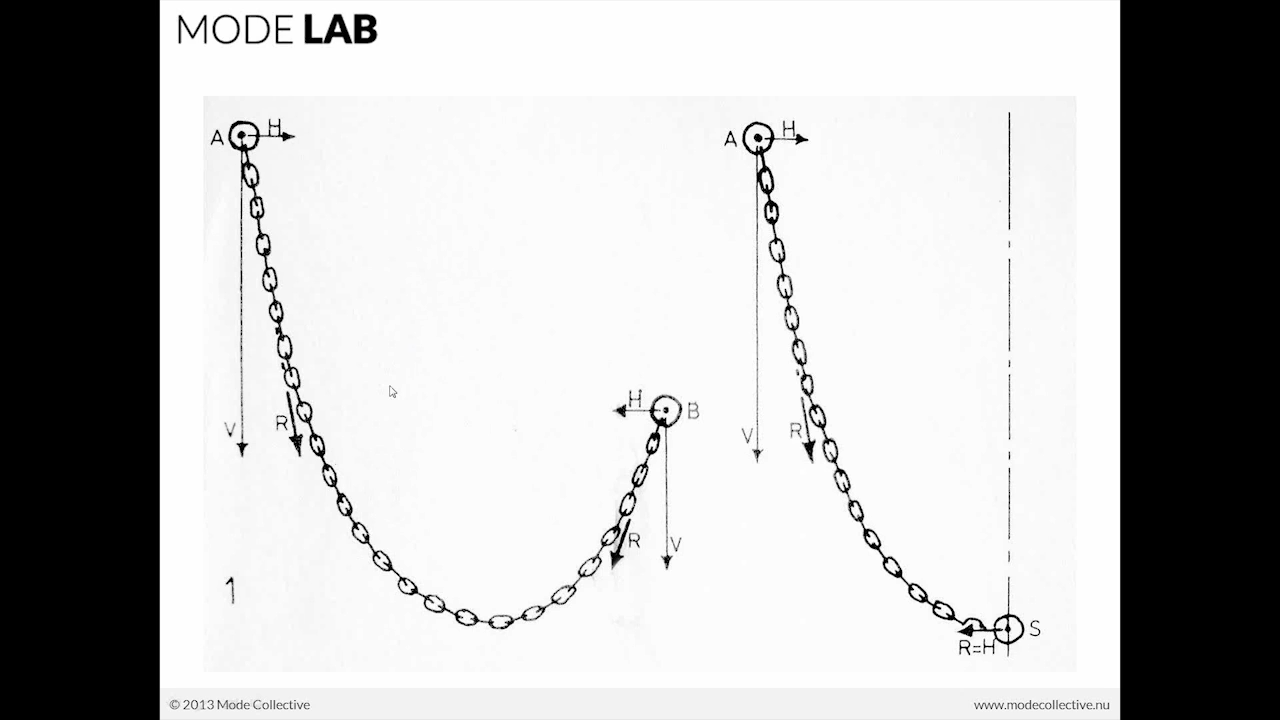 MODE LAB
A H
V R
H B
R V
1
A H
V R
S
R=H
© 2013 Mode Collective
www.modecollective.nu